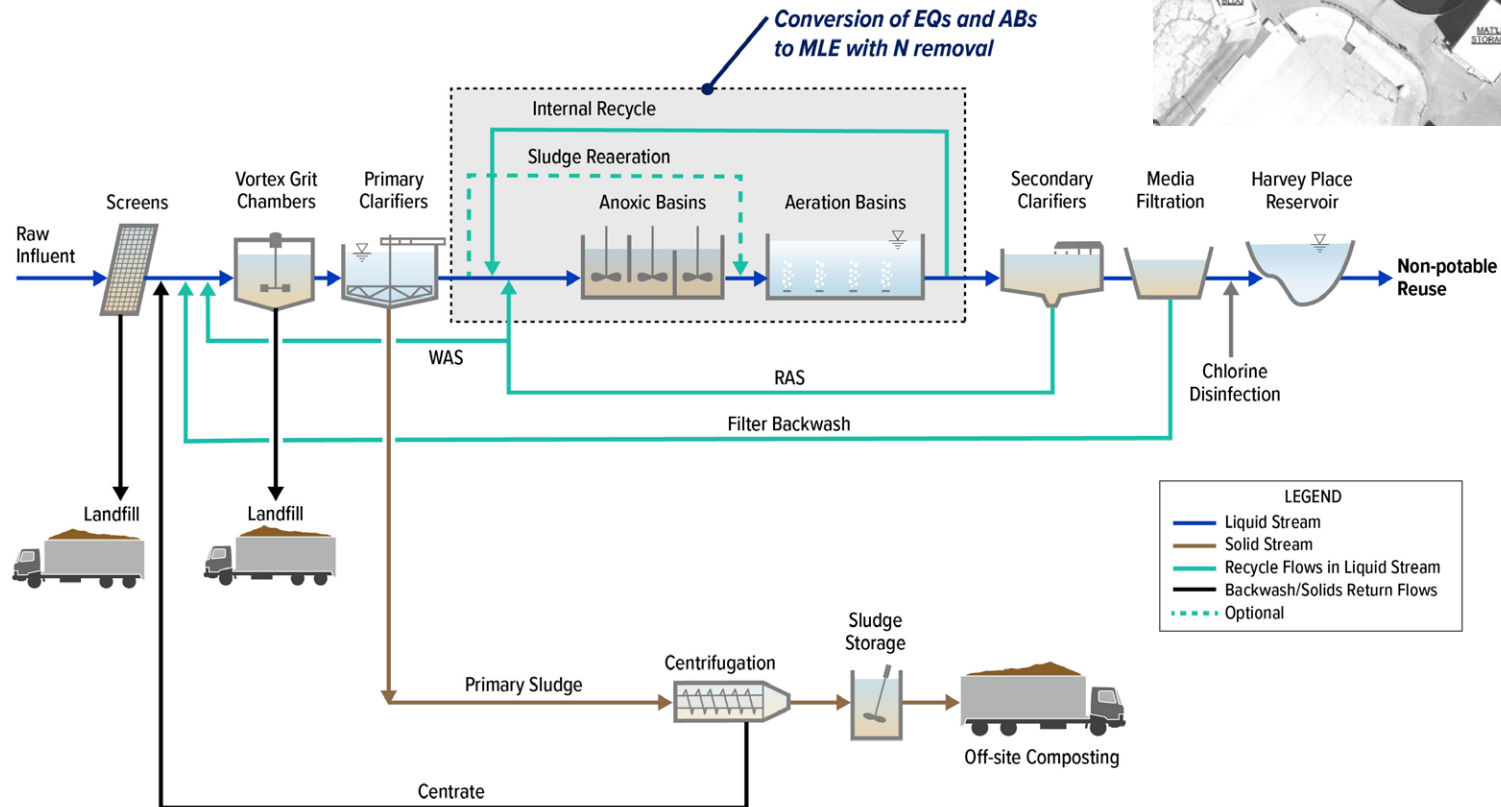 Conversion of EQs and ABs
to MLE with N removal
BLDG
MAT'L
Internal Recycle
Sludge Reaeration
Screens
Vortex Grit
Chambers
Primary
Clarifiers
Anoxic Basins
Aeration Basins
Secondary
Clarifiers
Media
Filtration
Harvey Place
Reservoir
Raw
Influent
Non-potable
Reuse
WAS
RAS
Chlorine
Disinfection
Filter Backwash
Landfill
Landfill
LEGEND
Liquid Stream
Solid Stream
Recycle Flows in Liquid Stream
Backwash/Solids Return Flows
Optional
Sludge
Storage
Centrifugation
Primary Sludge
Off-site Composting
Centrate